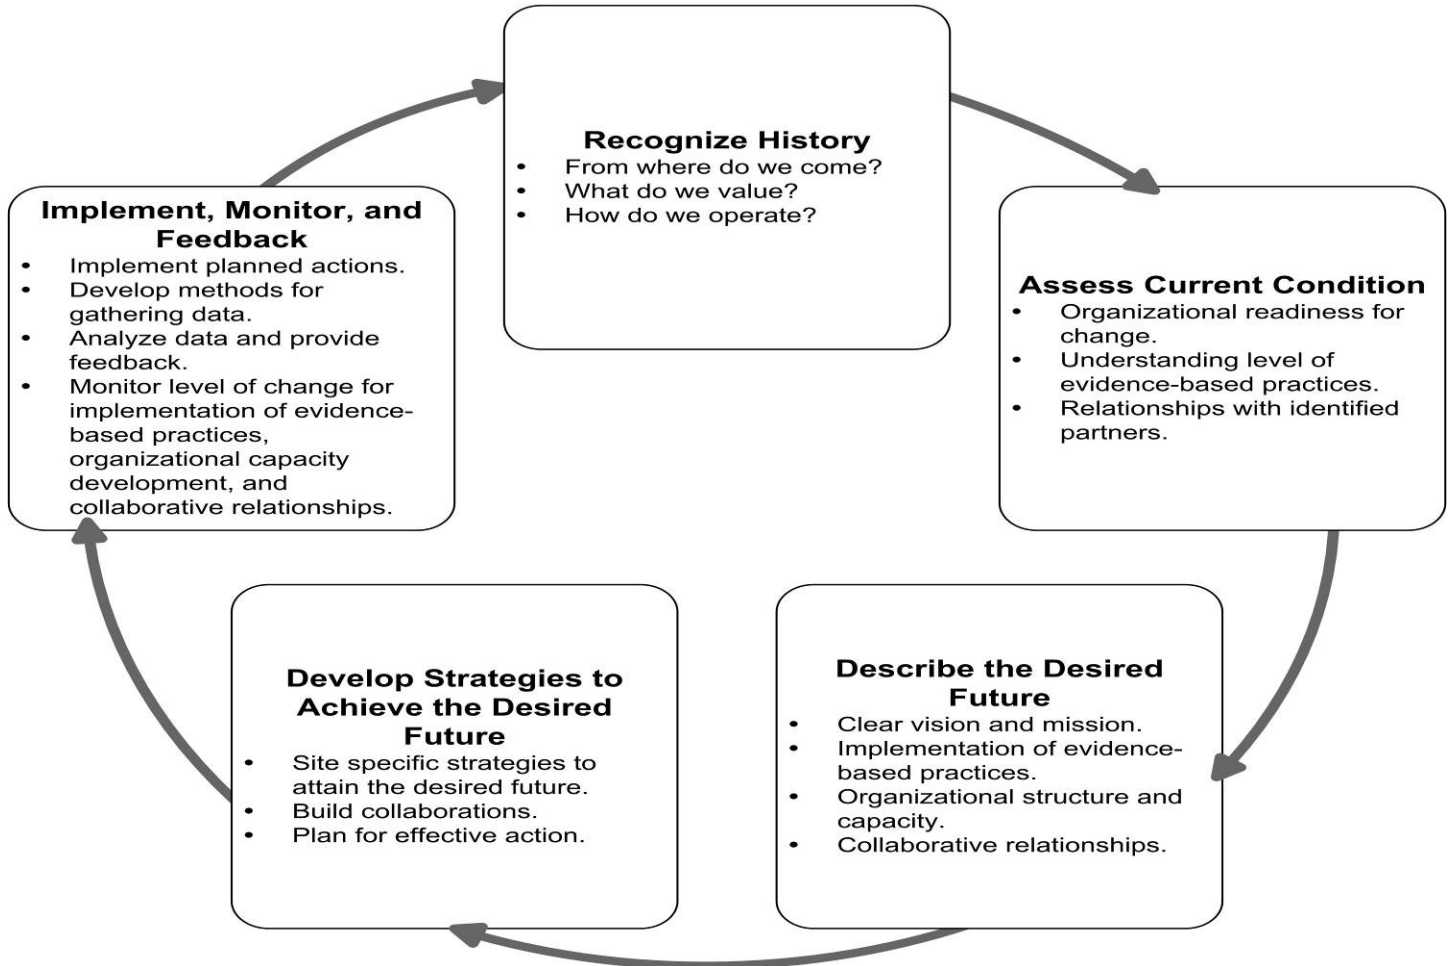 Recognize History
• From where do we come?
• What do we value?
• How do we operate?
Assess Current Condition
• Organizational readiness for
change.
• Understanding level of
evidence-based practices.
• Relationships with identified
partners.
Describe the Desired
Future
• Clear vision and mission.
• Implementation of evidence-
based practices.
• Organizational structure and
capacity.
• Collaborative relationships.
Develop Strategies to
Achieve the Desired
Future
• Site specific strategies to
attain the desired future.
• Build collaborations.
• Plan for effective action.
Implement, Monitor, and
Feedback
• Implement planned actions.
• Develop methods for
gathering data.
• Analyze data and provide
feedback.
• Monitor level of change for
implementation of evidence-
based practices,
organizational capacity
development, and
collaborative relationships.